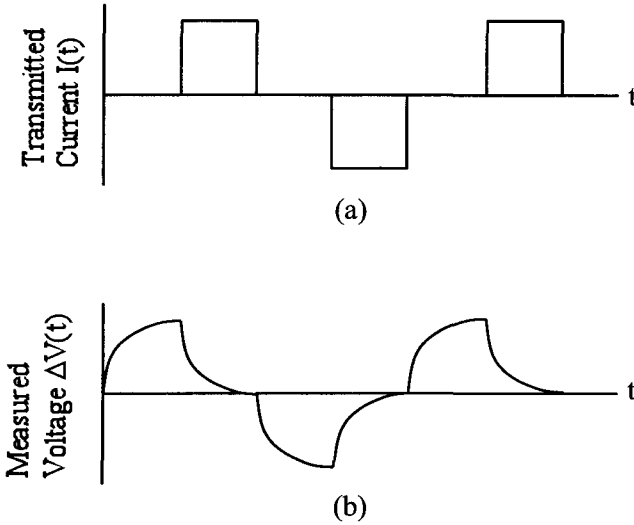 Transmitted
Current I(t)
t
(a)
Measured
Voltage ΔV(t)
t
(b)